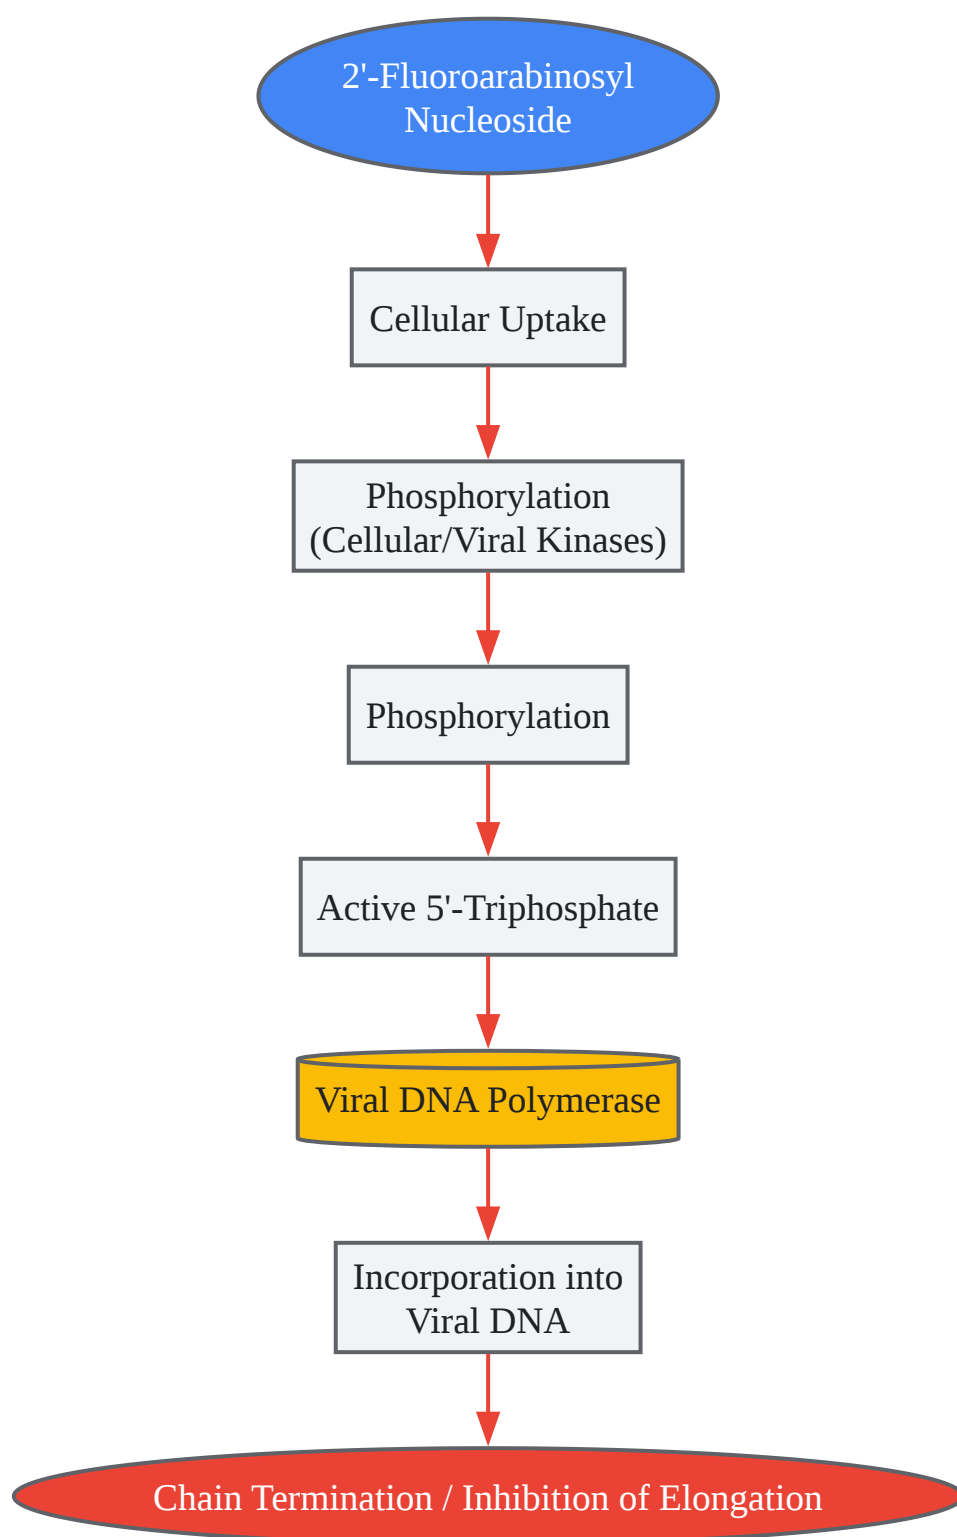 2'-Fluoroarabinosyl
Nucleoside
Cellular Uptake
Phosphorylation
(Cellular/Viral Kinases)
Phosphorylation
Active 5'-Triphosphate
Viral DNA Polymerase
Incorporation into
Viral DNA
Chain Termination / Inhibition of Elongation